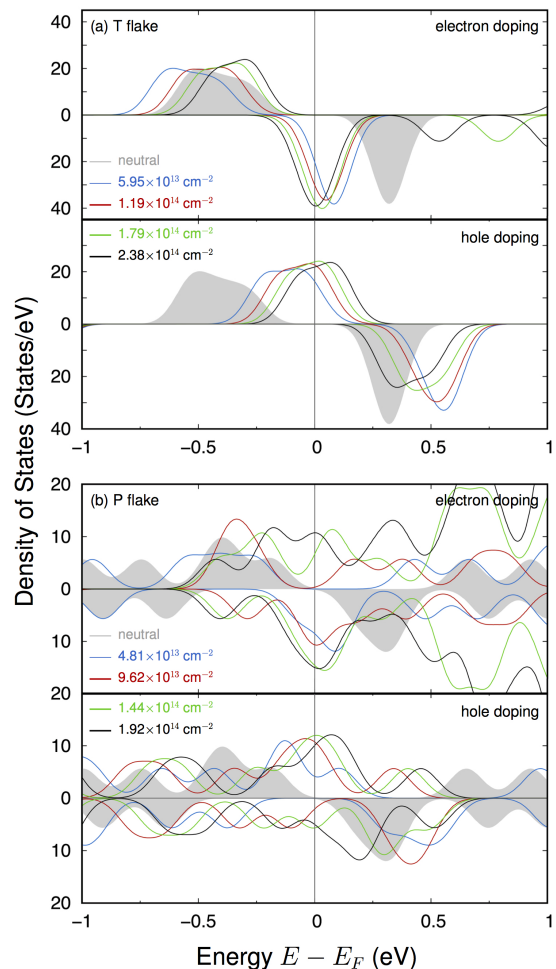 (a) T flake electron doping
40
20
0
20
40
neutral
5.95×10¹³ cm⁻²
1.19×10¹⁴ cm⁻²
1.79×10¹⁴ cm⁻²
2.38×10¹⁴ cm⁻²
hole doping
40
20
0
20
40
-1 -0.5 0 0.5 1
Density of States (States/eV)
(b) P flake electron doping
20
10
0
10
20
neutral
4.81×10¹³ cm⁻²
9.62×10¹³ cm⁻²
1.44×10¹⁴ cm⁻²
1.92×10¹⁴ cm⁻²
hole doping
10
0
10
20
-1 -0.5 0 0.5 1
Energy E − E_F (eV)